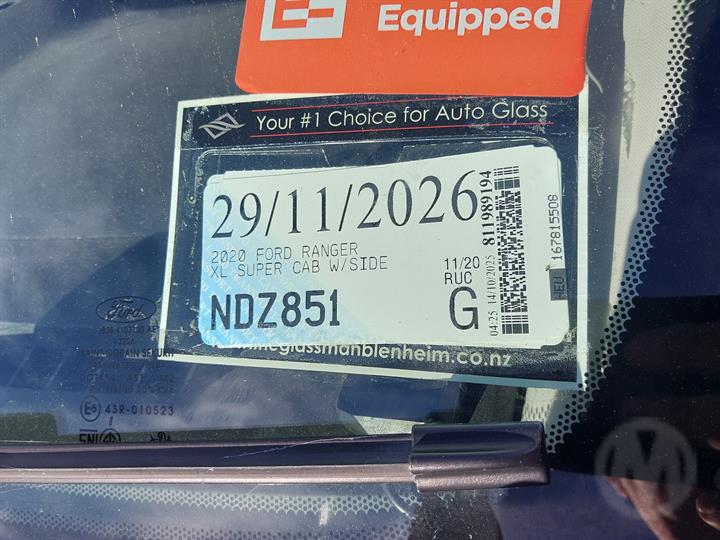 Equipped
Your #1 Choice for Auto Glass
29/11/2026
2020 FORD RANGER
XL SUPER CAB W/SIDE
11/20
RUC
NDZ851
G
04:25 14/10/2025
811989194
167815508
glassmanblenheim.co.nz
Ford
43R-010523
M